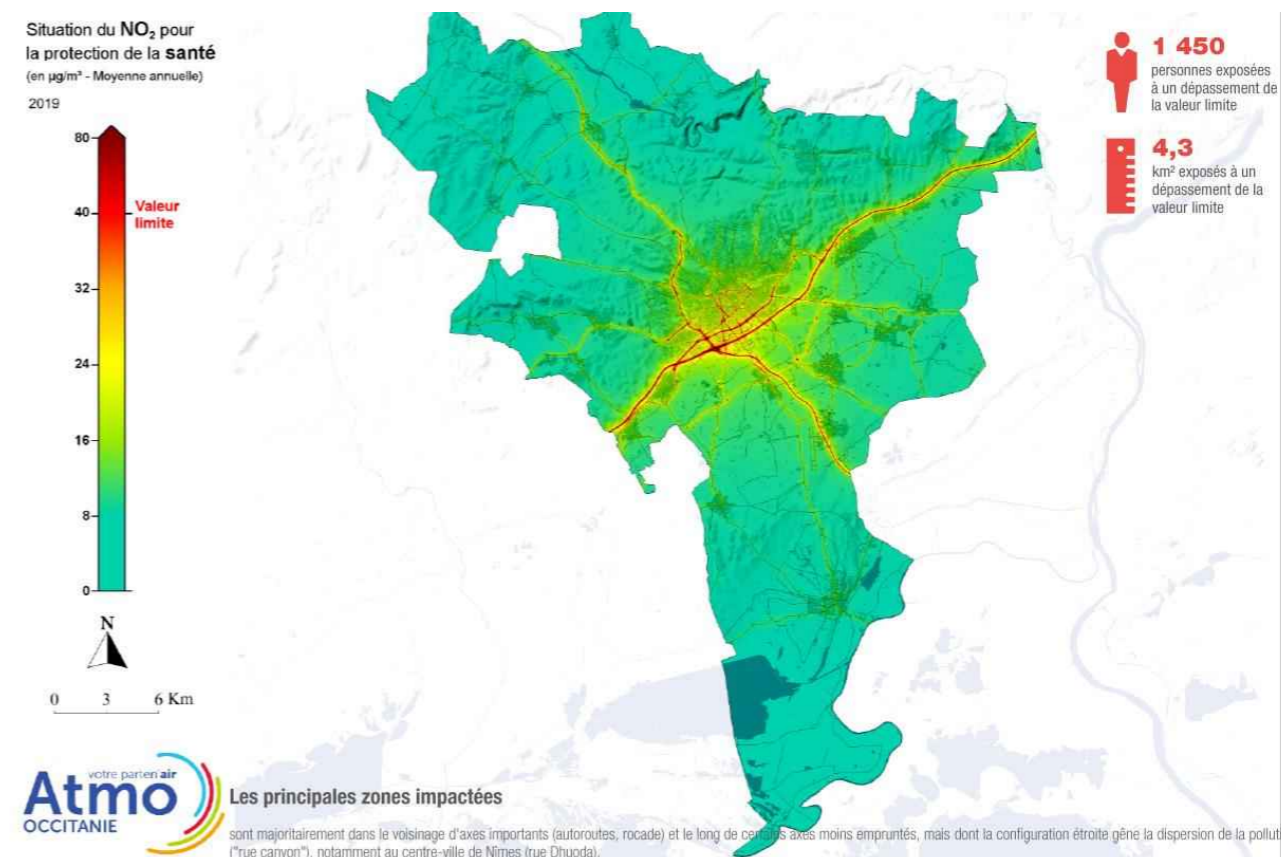 Situation du NO₂ pour
la protection de la santé
(en µg/m³ - Moyenne annuelle)
2019
80
40
Valeur
limite
32
24
16
8
0
N
0 3 6 Km
1 450
personnes exposées
à un dépassement de
la valeur limite
4,3
km² exposés à un
dépassement de la
valeur limite
votre parten'air
Atmo
OCCITANIE
Les principales zones impactées
sont majoritairement dans le voisinage d'axes importants (autoroutes, rocade) et le long de certains axes moins empruntés, mais dont la configuration étroite gêne la dispersion de la pollut
("rue canyon"), notamment au centre-ville de Nîmes (rue Dhuoda).